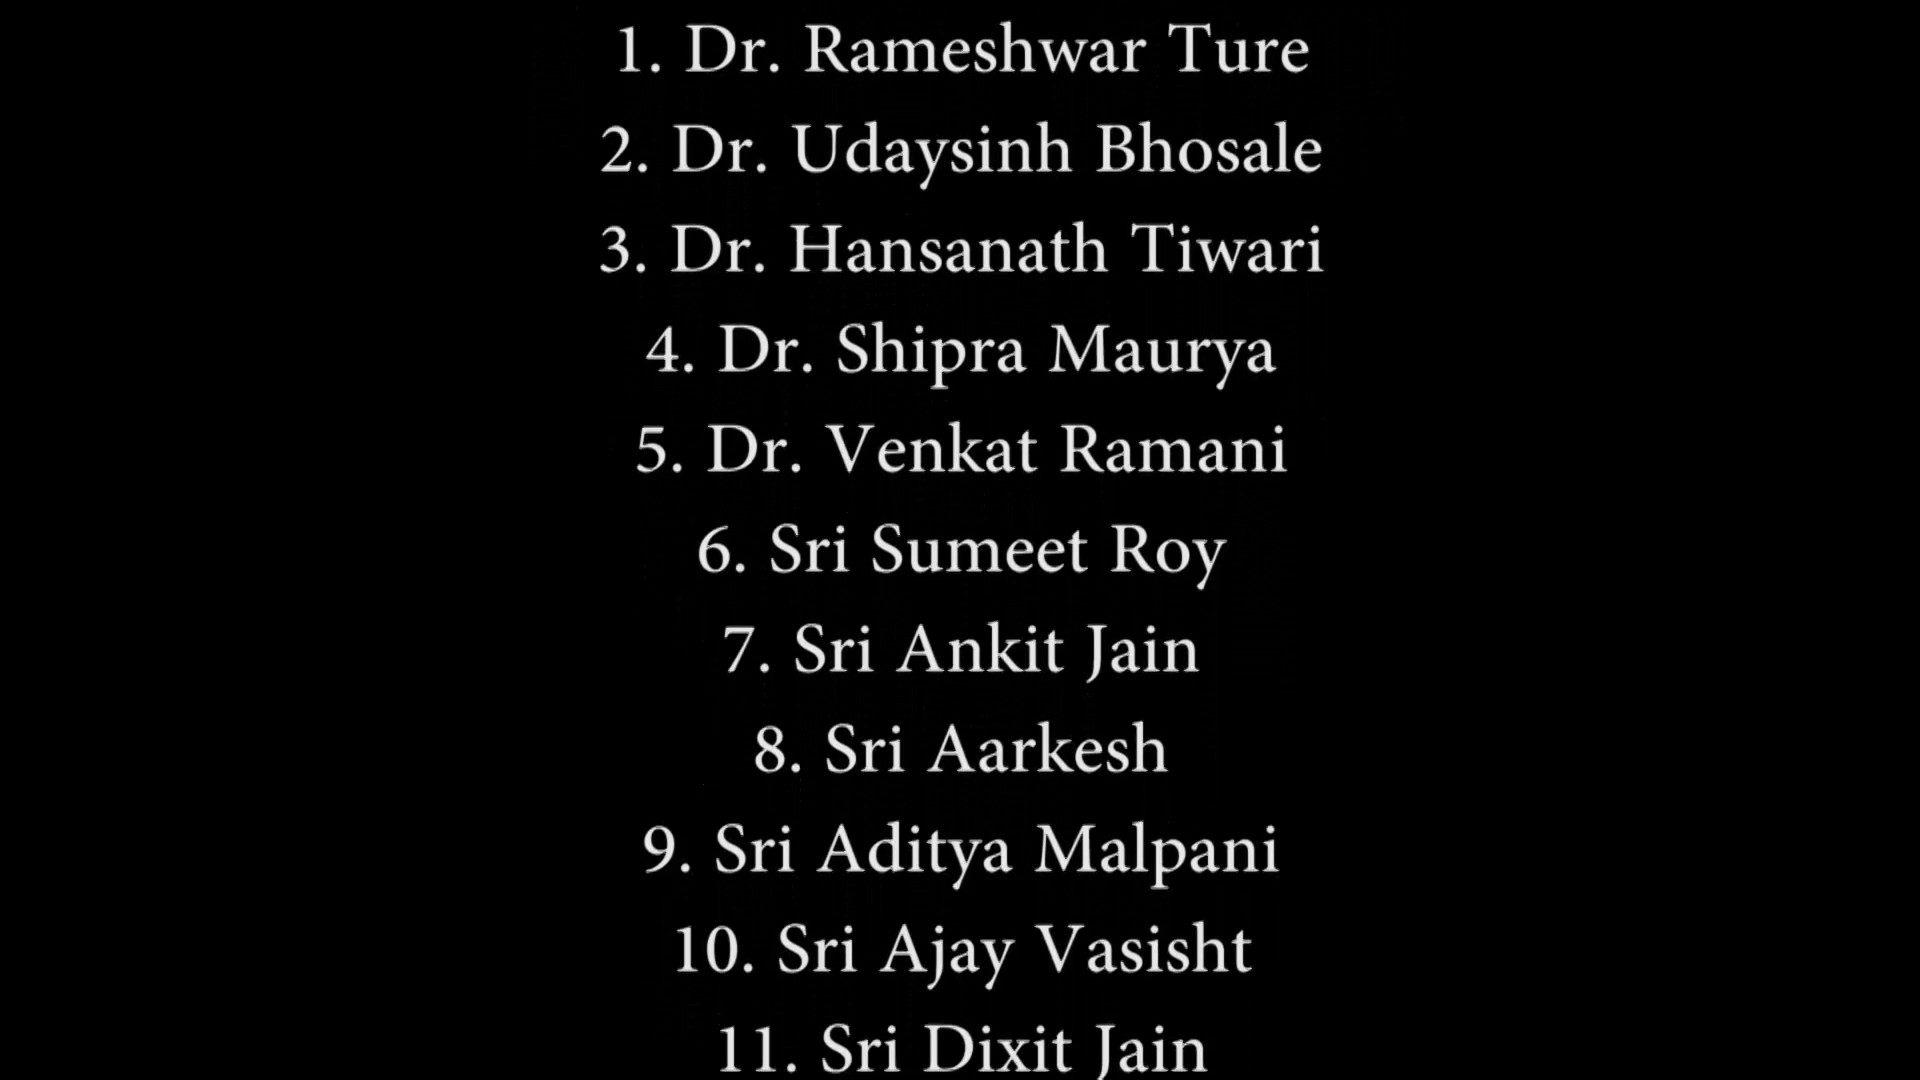 1. Dr. Rameshwar Ture
2. Dr. Udaysinh Bhosale
3. Dr. Hansanath Tiwari
4. Dr. Shipra Maurya
5. Dr. Venkat Ramani
6. Sri Sumeet Roy
7. Sri Ankit Jain
8. Sri Aarkesh
9. Sri Aditya Malpani
10. Sri Ajay Vasisht
11. Sri Dixit Jain